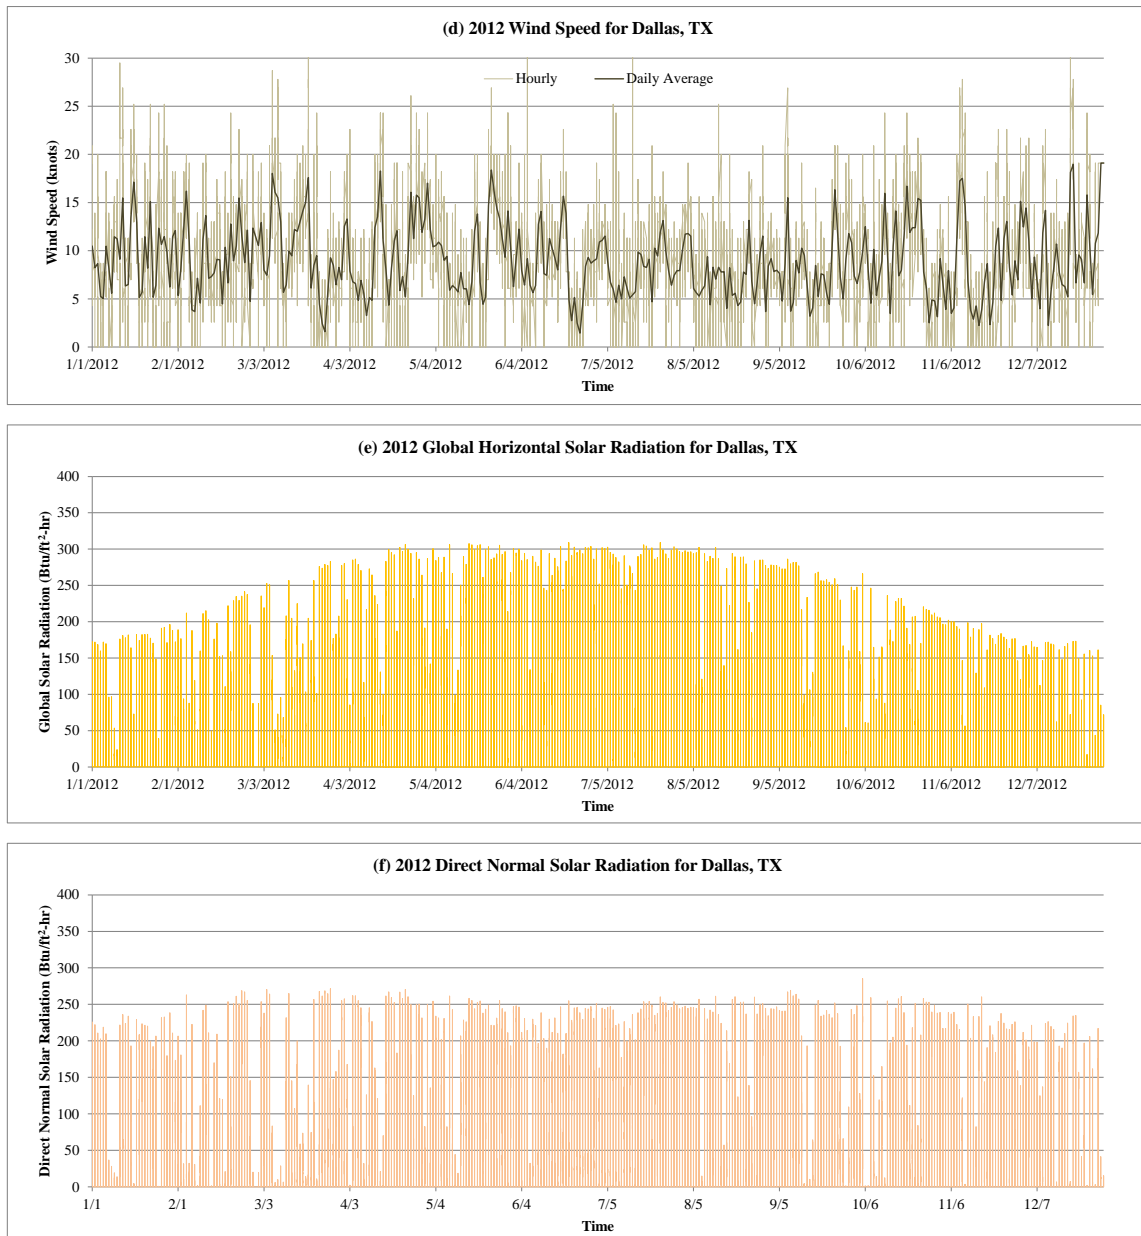 (d) 2012 Wind Speed for Dallas, TX
30
25
20
15
10
5
0
Wind Speed (knots)
Hourly
Daily Average
1/1/2012 2/1/2012 3/3/2012 4/3/2012 5/4/2012 6/4/2012 7/5/2012 8/5/2012 9/5/2012 10/6/2012 11/6/2012 12/7/2012
Time
(e) 2012 Global Horizontal Solar Radiation for Dallas, TX
400
350
300
250
200
150
100
50
0
Global Solar Radiation (Btu/ft²-hr)
1/1/2012 2/1/2012 3/3/2012 4/3/2012 5/4/2012 6/4/2012 7/5/2012 8/5/2012 9/5/2012 10/6/2012 11/6/2012 12/7/2012
Time
(f) 2012 Direct Normal Solar Radiation for Dallas, TX
400
350
300
250
200
150
100
50
0
Direct Normal Solar Radiation (Btu/ft²-hr)
1/1 2/1 3/3 4/3 5/4 6/4 7/5 8/5 9/5 10/6 11/6 12/7
Time